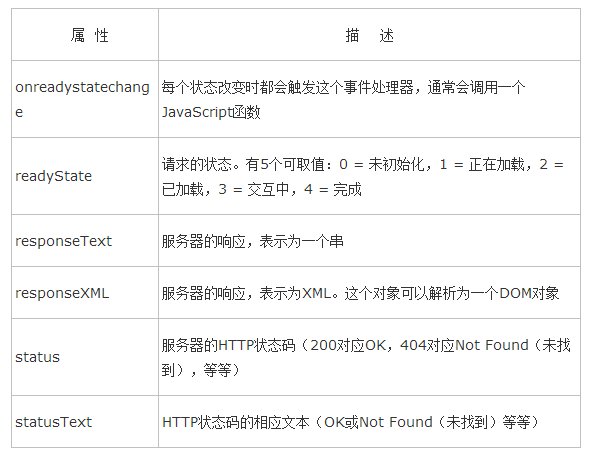 属 性
描 述
onreadystatechang
e
每个状态改变时都会触发这个事件处理器，通常会调用一个
JavaScript函数
readyState
请求的状态。有5个可取值：0 = 未初始化，1 = 正在加载，2 =
已加载，3 = 交互中，4 = 完成
responseText
服务器的响应，表示为一个串
responseXML
服务器的响应，表示为XML。这个对象可以解析为一个DOM对象
status
服务器的HTTP状态码（200对应OK，404对应Not Found（未找
到），等等）
statusText
HTTP状态码的相应文本（OK或Not Found（未找到）等等）